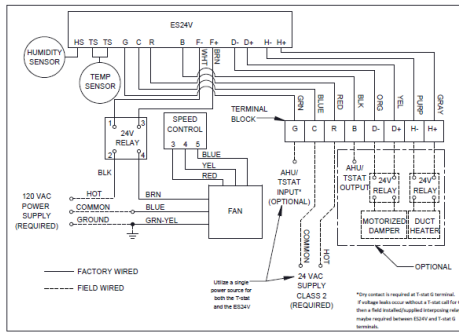 ES24V
HS TS TS G C R B F- F+ D- D+ H- H+
HUMIDITY
SENSOR
TEMP
SENSOR
WHT
BRN
GRN
BLUE
RED
BLK
ORG
YEL
PURP
GRAY
TERMINAL
BLOCK
G C R B D- D+ H- H+
1 3
24V
RELAY
2 4
SPEED
CONTROL
3 4 5
BLUE
YEL
RED
BLK
BRN
BLUE
GRN-YEL
FAN
120 VAC
POWER
SUPPLY
(REQUIRED)
HOT
COMMON
GROUND
AHU/
TSTAT
INPUT*
(OPTIONAL)
AHU/
TSTAT
OUTPUT
24V
RELAY
24V
RELAY
MOTORIZED
DAMPER
DUCT
HEATER
OPTIONAL
COMMON
HOT
24 VAC
SUPPLY
CLASS 2
(REQUIRED)
Utilize a single
power source for
both the T-stat
and the ES24V
FACTORY WIRED
FIELD WIRED
*Dry contact is required at T-stat G terminal.
If voltage leaks occur without a T-stat call for
then a field installed/supplied interposing relay
maybe required between ES24V and T-stat G
terminals.